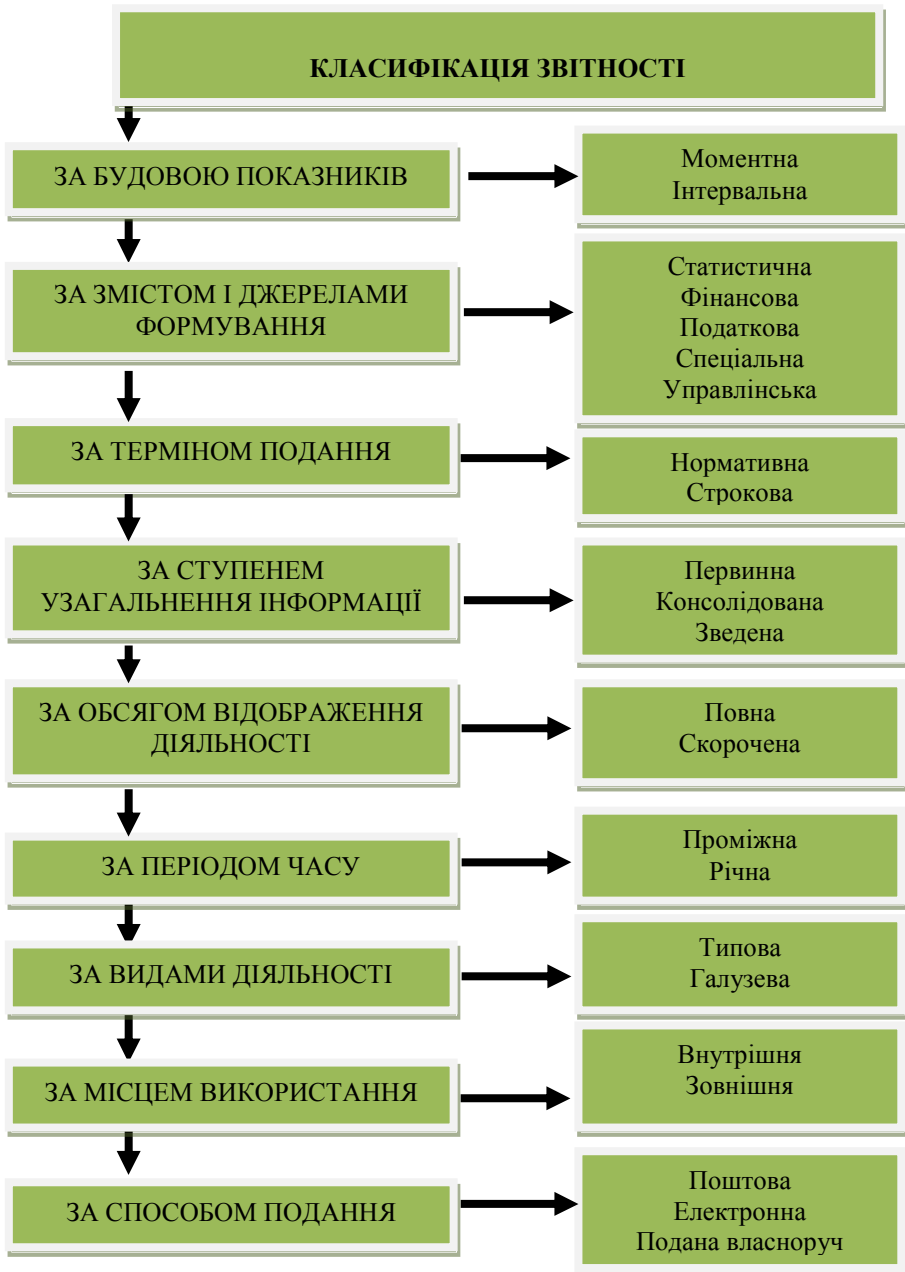 КЛАСИФІКАЦІЯ ЗВІТНОСТІ
ЗА БУДОВОЮ ПОКАЗНИКІВ
Моментна
Інтервальна
ЗА ЗМІСТОМ І ДЖЕРЕЛАМИ
ФОРМУВАННЯ
Статистична
Фінансова
Податкова
Спеціальна
Управлінська
ЗА ТЕРМІНОМ ПОДАННЯ
Нормативна
Строкова
ЗА СТУПЕНЕМ
УЗАГАЛЬНЕННЯ ІНФОРМАЦІЇ
Первинна
Консолідована
Зведена
ЗА ОБСЯГОМ ВІДОБРАЖЕННЯ
ДІЯЛЬНОСТІ
Повна
Скорочена
ЗА ПЕРІОДОМ ЧАСУ
Проміжна
Річна
ЗА ВИДАМИ ДІЯЛЬНОСТІ
Типова
Галузева
ЗА МІСЦЕМ ВИКОРИСТАННЯ
Внутрішня
Зовнішня
ЗА СПОСОБОМ ПОДАННЯ
Поштова
Електронна
Подана власноруч